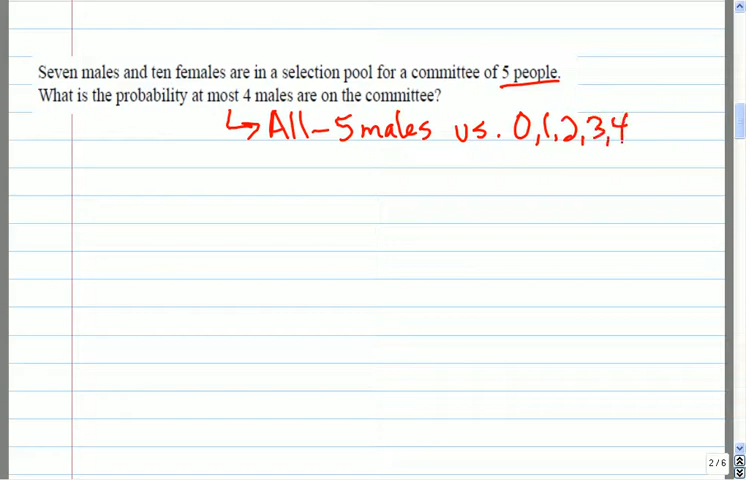 Seven males and ten females are in a selection pool for a committee of 5 people.
What is the probability at most 4 males are on the committee?
↳ All - 5 males vs. 0, 1, 2, 3, 4
2 / 6